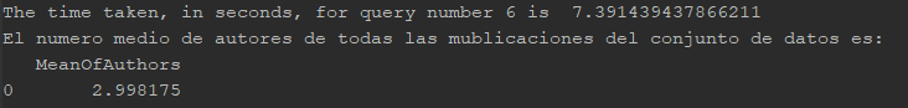 The time taken, in seconds, for query number 6 is  7.391439437866211
El numero medio de autores de todas las mublicaciones del conjunto de datos es:
   MeanOfAuthors
0       2.998175